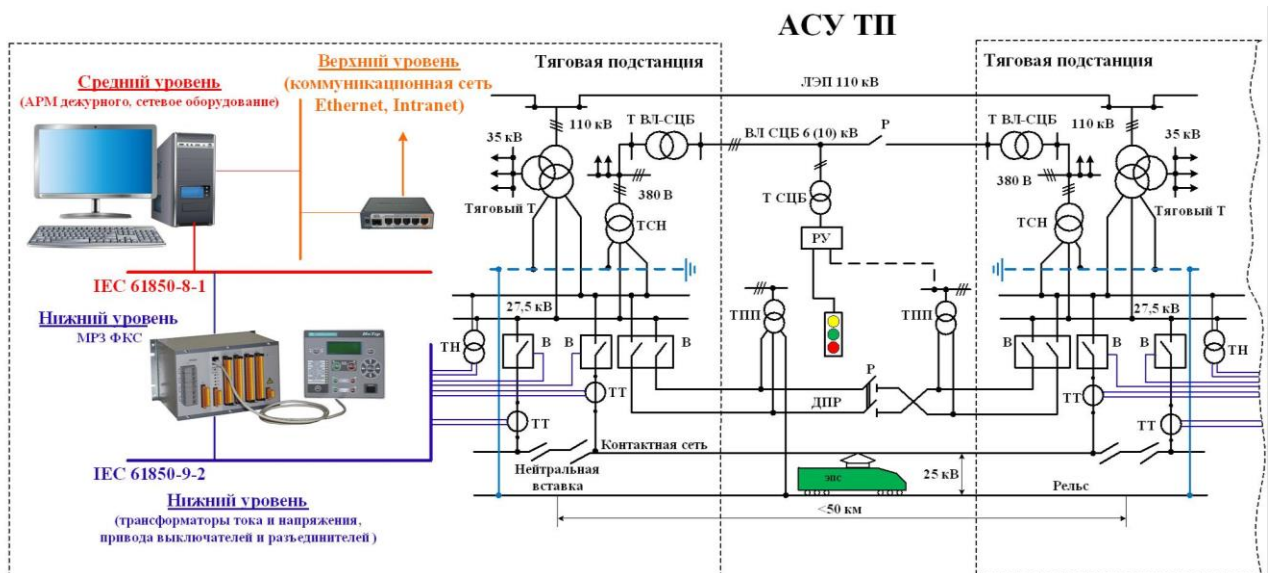 АСУ ТП
Средний уровень
(АРМ дежурного, сетевое оборудование)
Верхний уровень
(коммуникационная сеть
Ethernet, Intranet)
IEC 61850-8-1
Нижний уровень
МРЗ ФКС
IEC 61850-9-2
Нижний уровень
(трансформаторы тока и напряжения,
привода выключателей и разъединителей)
Тяговая подстанция
ЛЭП 110 кВ
Тяговая подстанция
35 кВ
110 кВ
Т ВЛ-СЦБ
ВЛ СЦБ 6 (10) кВ
Р
Т ВЛ-СЦБ
110 кВ
35 кВ
380 В
380 В
Тяговый Т
Т СЦБ
Тяговый Т
ТСН
РУ
ТСН
27,5 кВ
ТПП
ТПП
27,5 кВ
ТН
В
В
В
В
В
В
ТН
Р
ТТ
ДПР
ТТ
ТТ
ТТ
Контактная сеть
Нейтральная
вставка
ЭПС
25 кВ
Рельс
<50 км